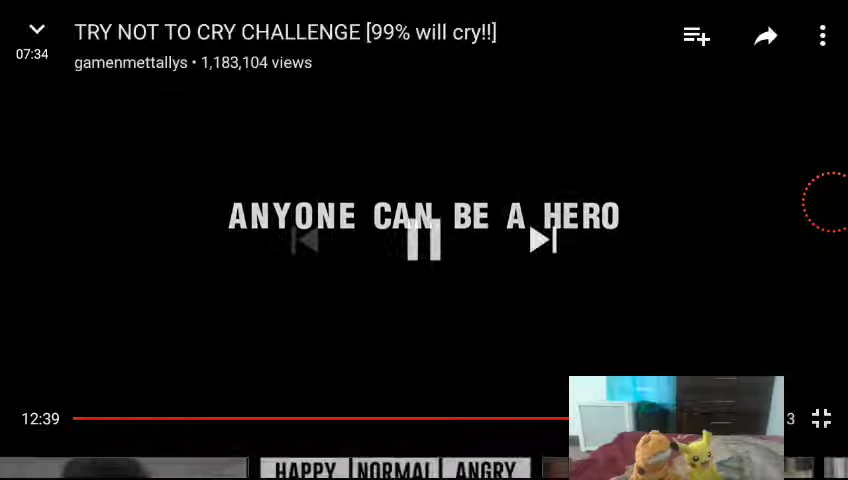 TRY NOT TO CRY CHALLENGE [99% will cry!!]
07:34
gamenmettallys • 1,183,104 views
ANYONE CAN BE A HERO
12:39
3
HAPPY NORMAL ANGRY